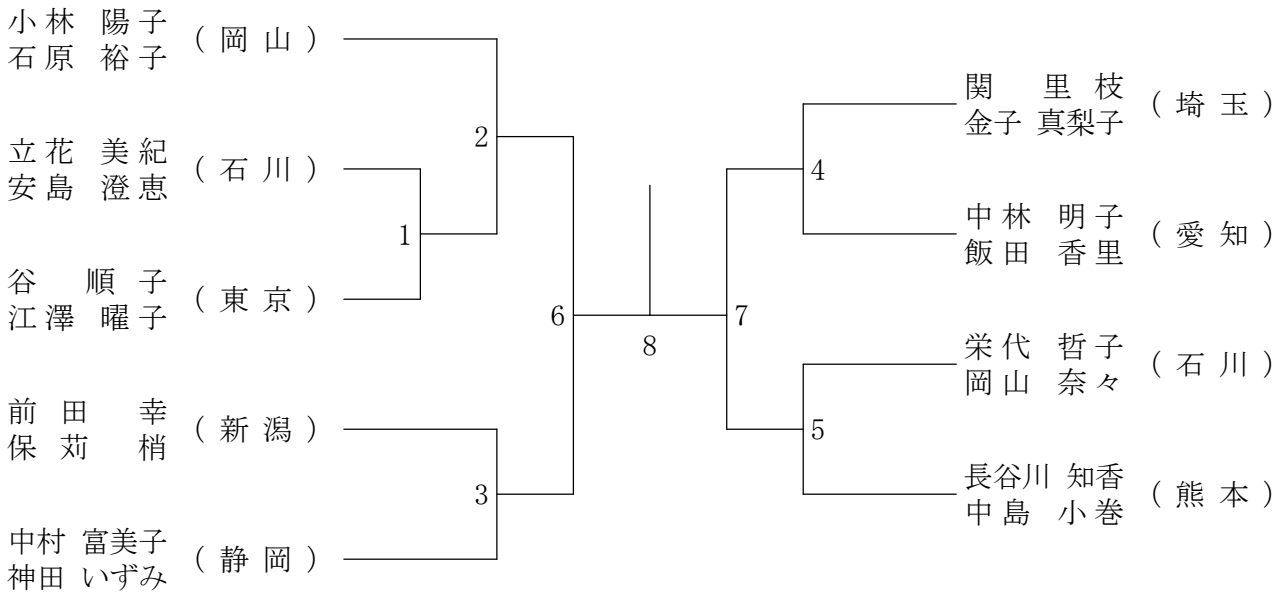 小林 陽子
石原 裕子
(岡山)
立花 美紀
安島 澄恵
(石川)
谷 順子
江澤 曜子
(東京)
前田 幸
保苅 梢
(新潟)
中村 富美子
神田 いずみ
(静岡)
2
1
6
3
8
関 里枝
金子 真梨子
(埼玉)
中林 明子
飯田 香里
(愛知)
栄代 哲子
岡山 奈々
(石川)
長谷川 知香
中島 小巻
(熊本)
4
7
5